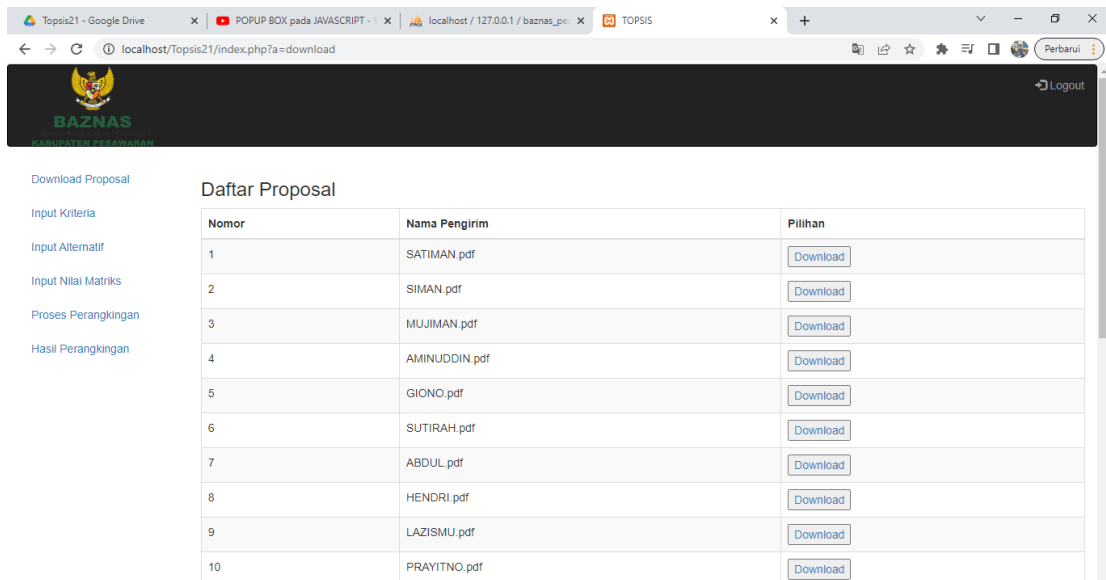 Topsis21 - Google Drive
POPUP BOX pada JAVASCRIPT -
localhost / 127.0.0.1 / baznas_pe
TOPSIS
localhost/Topsis21/index.php?a=download
Perbarui
Logout
BAZNAS
KABUPATEN PESAWARAN
Download Proposal
Input Kriteria
Input Alternatif
Input Nilai Matriks
Proses Perangkingan
Hasil Perangkingan
Daftar Proposal
Nomor Nama Pengirim Pilihan
1 SATIMAN.pdf Download
2 SIMAN.pdf Download
3 MUJIMAN.pdf Download
4 AMINUDDIN.pdf Download
5 GIONO.pdf Download
6 SUTIRAH.pdf Download
7 ABDUL.pdf Download
8 HENDRI.pdf Download
9 LAZISMU.pdf Download
10 PRAYITNO.pdf Download